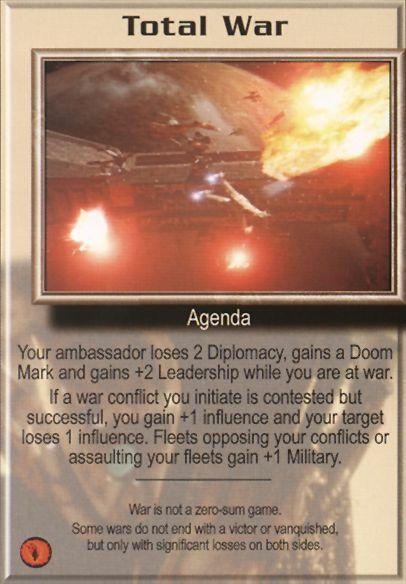 Total War
Agenda
Your ambassador loses 2 Diplomacy, gains a Doom
Mark and gains +2 Leadership while you are at war.
If a war conflict you initiate is contested but
successful, you gain +1 influence and your target
loses 1 influence. Fleets opposing your conflicts or
assaulting your fleets gain +1 Military.
War is not a zero-sum game.
Some wars do not end with a victor or vanquished,
but only with significant losses on both sides.